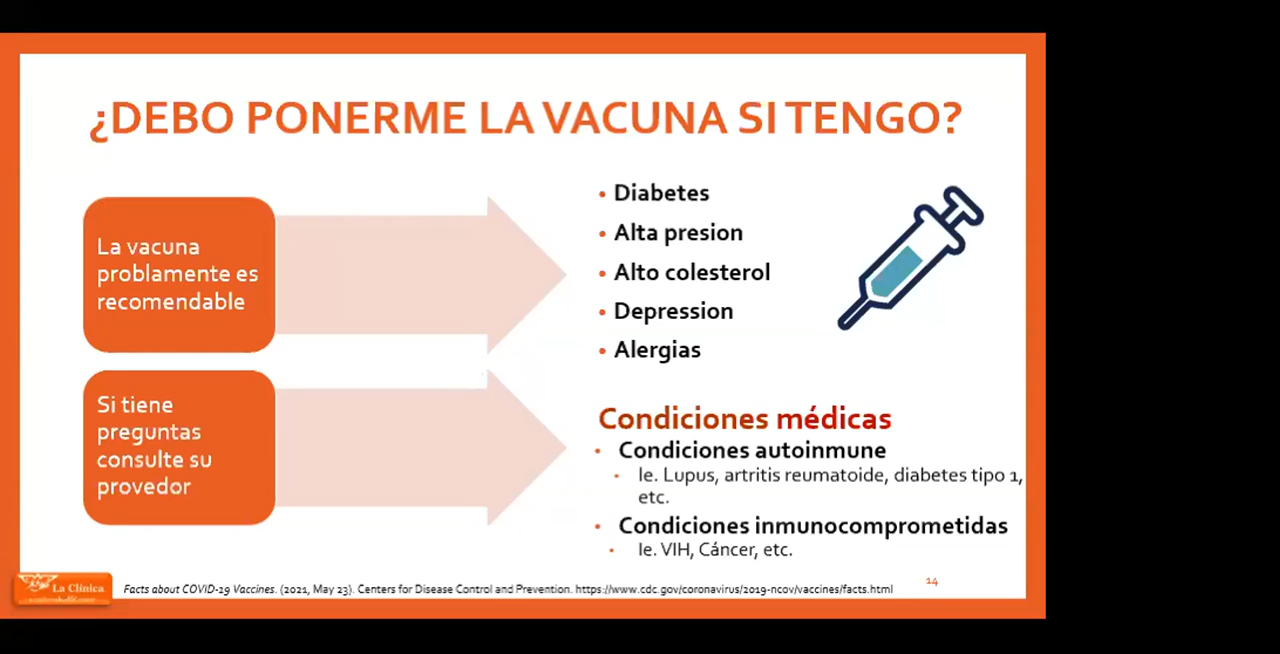 ¿DEBO PONERME LA VACUNA SI TENGO?
La vacuna
problamente es
recomendable
• Diabetes
• Alta presion
• Alto colesterol
• Depression
• Alergias
Si tiene
preguntas
consulte su
provedor
Condiciones médicas
• Condiciones autoinmune
• Ie. Lupus, artritis reumatoide, diabetes tipo 1,
etc.
• Condiciones inmunocomprometidas
• Ie. VIH, Cáncer, etc.
La Clínica
Facts about COVID-19 Vaccines. (2021, May 23). Centers for Disease Control and Prevention. https://www.cdc.gov/coronavirus/2019-ncov/vaccines/facts.html
14